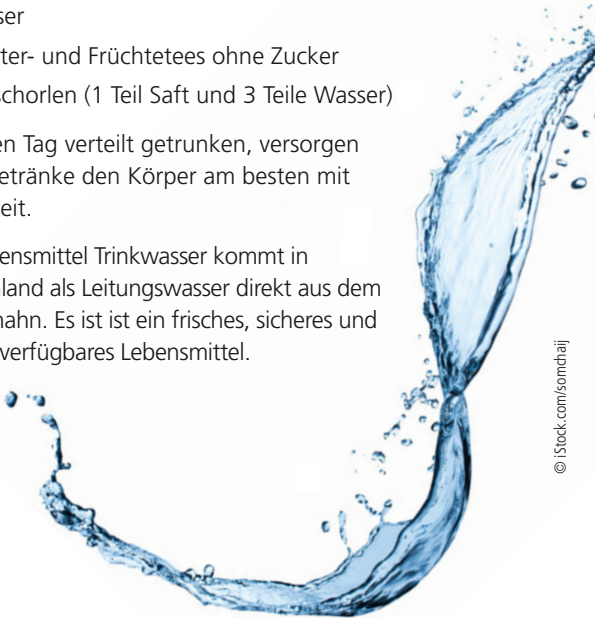 ser
ter- und Früchtetees ohne Zucker
schorlen (1 Teil Saft und 3 Teile Wasser)
en Tag verteilt getrunken, versorgen
etränke den Körper am besten mit
eit.
ensmittel Trinkwasser kommt in
land als Leitungswasser direkt aus dem
hahn. Es ist ist ein frisches, sicheres und
verfügbares Lebensmittel.
© iStock.com/somchaij